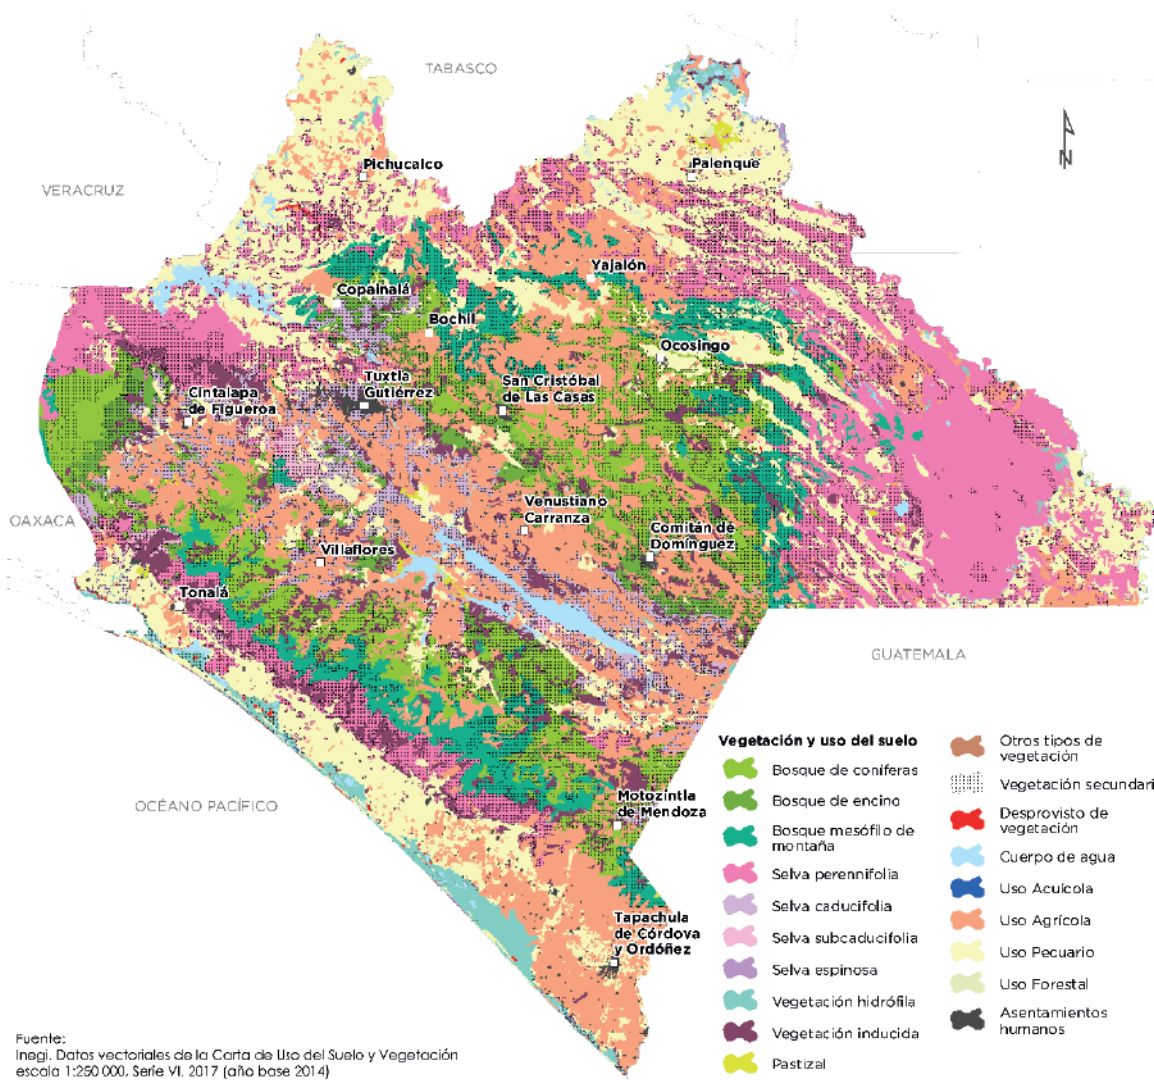 TABASCO
VERACRUZ
Pichucalco
Palenque
N
Yajalón
Copainalá
Bochil
Ocosingo
Tuxtla
Gutiérrez
Cintalapa
de Figueroa
San Cristóbal
de Las Casas
OAXACA
Venustiano
Carranza
Comitán de
Domínguez
Villaflores
Tonalá
GUATEMALA
OCÉANO PACÍFICO
Motozintla
de Mendoza
Tapachula
de Córdova
y Ordóñez
Vegetación y uso del suelo
Bosque de coníferas
Bosque de encino
Bosque mesófilo de
montaña
Selva perennifolia
Selva caducifolia
Selva subcaducifolia
Selva espinosa
Vegetación hidrófila
Vegetación inducida
Pastizal
Otros tipos de
vegetación
Vegetación secundari
Desprovisto de
vegetación
Cuerpo de agua
Uso Acuícola
Uso Agrícola
Uso Pecuario
Uso Forestal
Asentamientos
humanos
Fuente:
Inegi. Datos vectoriales de la Carta de Uso del Suelo y Vegetación
escala 1:250 000, Serie VI. 2017 (año base 2014)